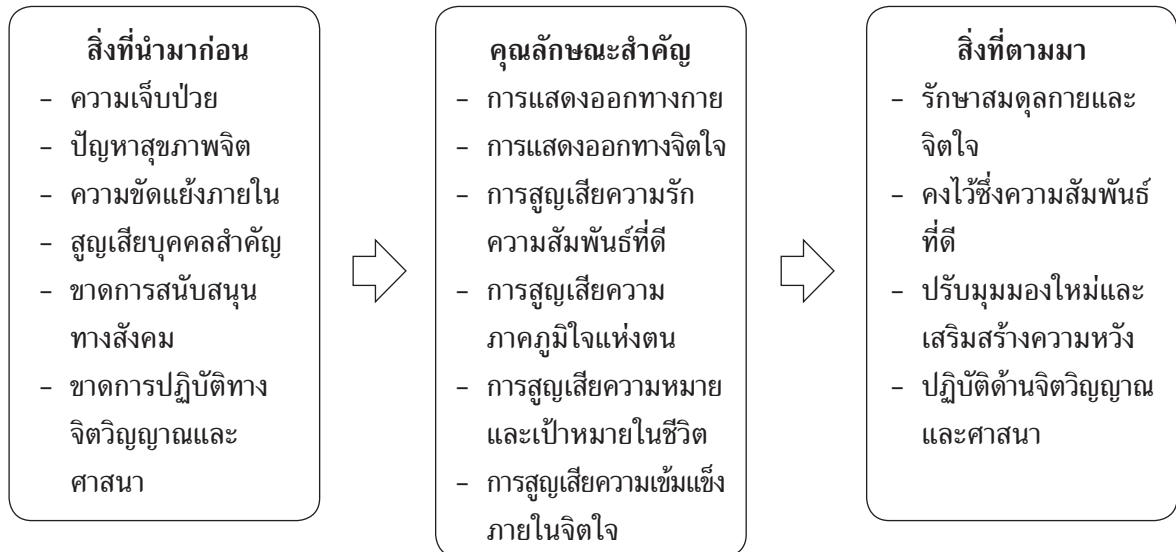 สิ่งที่นำมาก่อน
- ความเจ็บป่วย
- ปัญหาสุขภาพจิต
- ความขัดแย้งภายใน
- สูญเสียบุคคลสำคัญ
- ขาดการสนับสนุน
ทางสังคม
- ขาดการปฏิบัติทาง
จิตวิญญาณและ
ศาสนา
คุณลักษณะสำคัญ
- การแสดงออกทางกาย
- การแสดงออกทางจิตใจ
- การสูญเสียความรัก
ความสัมพันธ์ที่ดี
- การสูญเสียความ
ภาคภูมิใจแห่งตน
- การสูญเสียความหมาย
และเป้าหมายในชีวิต
- การสูญเสียความเข้มแข็ง
ภายในจิตใจ
สิ่งที่ตามมา
- รักษาสมดุลกายและ
จิตใจ
- คงไว้ซึ่งความสัมพันธ์
ที่ดี
- ปรับมุมมองใหม่และ
เสริมสร้างความหวัง
- ปฏิบัติด้านจิตวิญญาณ
และศาสนา